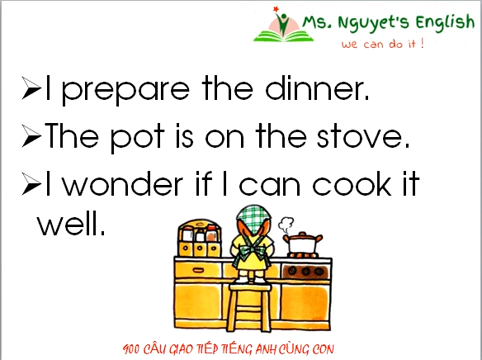 Ms. Nguyet's English
we can do it !
➢I prepare the dinner.
➢The pot is on the stove.
➢I wonder if I can cook it
well.
900 CÂU GIAO TIẾP TIẾNG ANH CÙNG CON